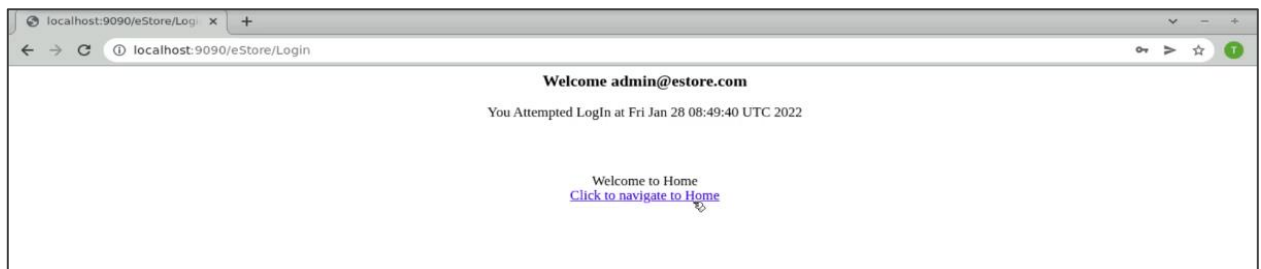 localhost:9090/eStore/Logi
localhost:9090/eStore/Login
T
Welcome admin@estore.com
You Attempted LogIn at Fri Jan 28 08:49:40 UTC 2022
Welcome to Home
Click to navigate to Home